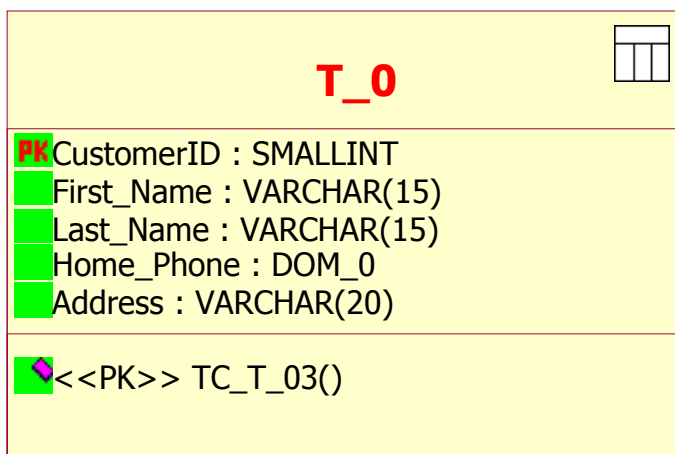 T_0
PK CustomerID : SMALLINT
First_Name : VARCHAR(15)
Last_Name : VARCHAR(15)
Home_Phone : DOM_0
Address : VARCHAR(20)
<<PK>> TC_T_03()